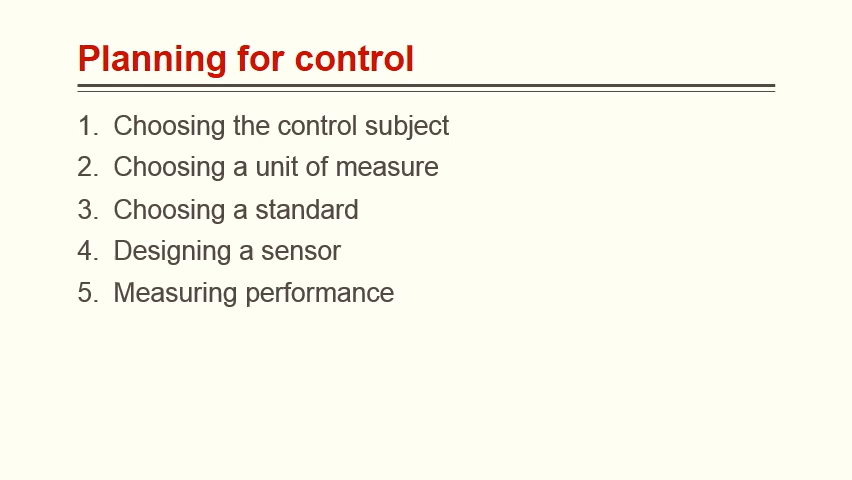 Planning for control
1. Choosing the control subject
2. Choosing a unit of measure
3. Choosing a standard
4. Designing a sensor
5. Measuring performance